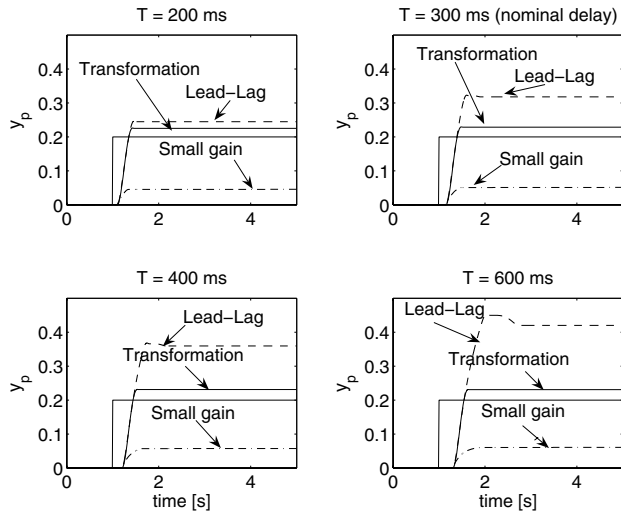 T = 200 ms
0.4
0.3
0.2
0.1
0
y_p
Transformation
Lead–Lag
Small gain
0 2 4
T = 300 ms (nominal delay)
0.4
0.3
0.2
0.1
0
y_p
Transformation
Lead–Lag
Small gain
0 2 4
T = 400 ms
0.4
0.3
0.2
0.1
0
y_p
Lead–Lag
Transformation
Small gain
0 2 4
time [s]
T = 600 ms
0.4
0.3
0.2
0.1
0
y_p
Lead–Lag
Transformation
Small gain
0 2 4
time [s]